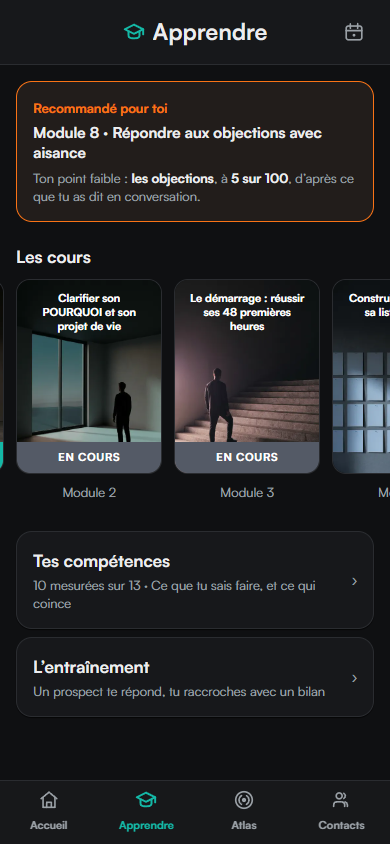 Apprendre
Recommandé pour toi
Module 8 · Répondre aux objections avec
aisance
Ton point faible : les objections, à 5 sur 100, d'après ce
que tu as dit en conversation.
Les cours
Clarifier son
POURQUOI et son
projet de vie
EN COURS
Module 2
Le démarrage : réussir
ses 48 premières
heures
EN COURS
Module 3
Constru
sa lis
M
Tes compétences
10 mesurées sur 13 · Ce que tu sais faire, et ce qui
coince
L'entraînement
Un prospect te répond, tu raccroches avec un bilan
Accueil
Apprendre
Atlas
Contacts